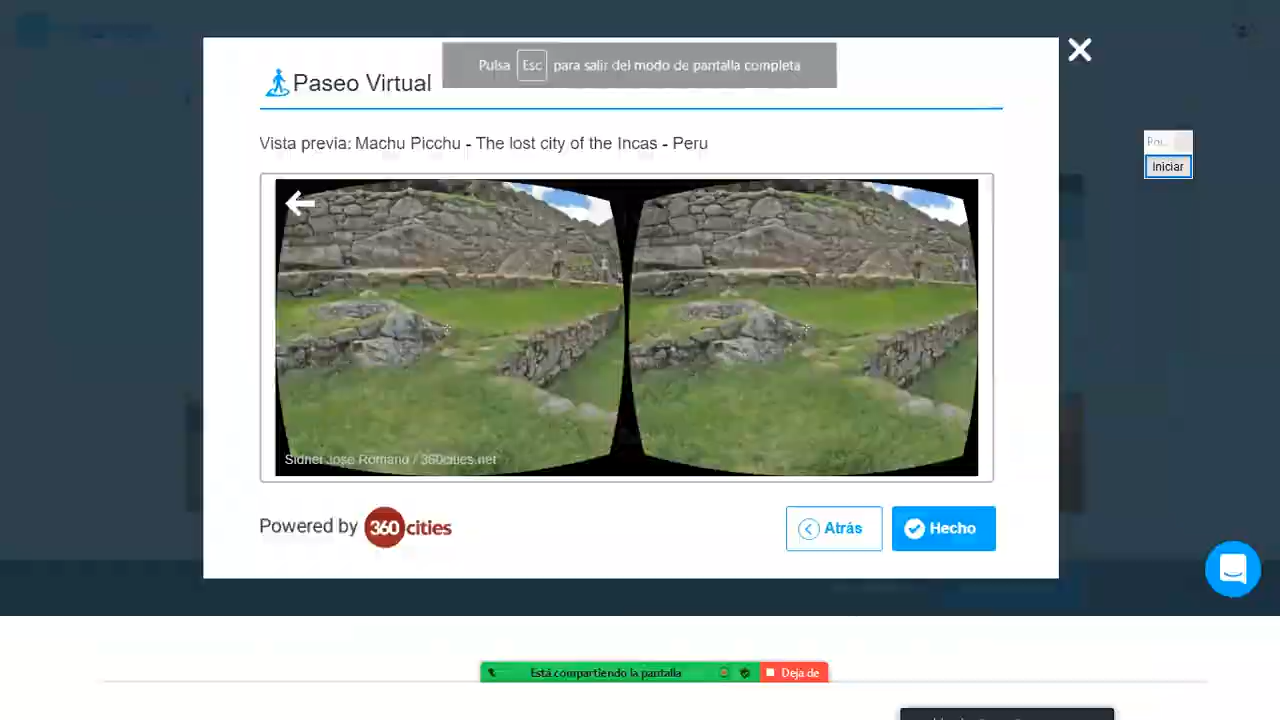 Pulsa Esc para salir del modo de pantalla completa
Paseo Virtual
Vista previa: Machu Picchu - The lost city of the Incas - Peru
Iniciar
Sidnei Jose Romano / 360cities.net
Powered by 360 cities
Atrás
Hecho
Está compartiendo la pantalla
Deja de